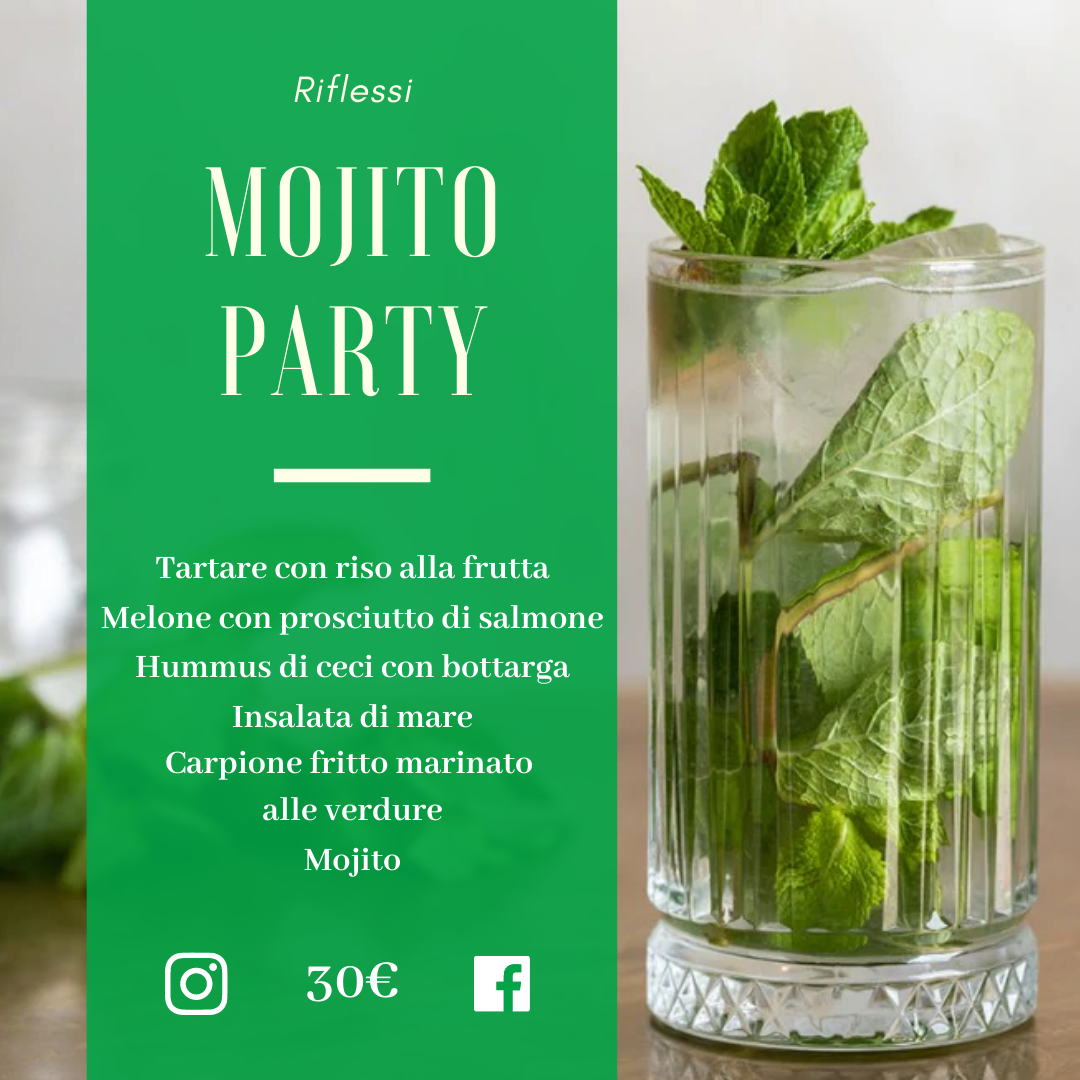 Riflessi
MOJITO
PARTY
Tartare con riso alla frutta
Melone con prosciutto di salmone
Hummus di ceci con bottarga
Insalata di mare
Carpione fritto marinato
alle verdure
Mojito
30€